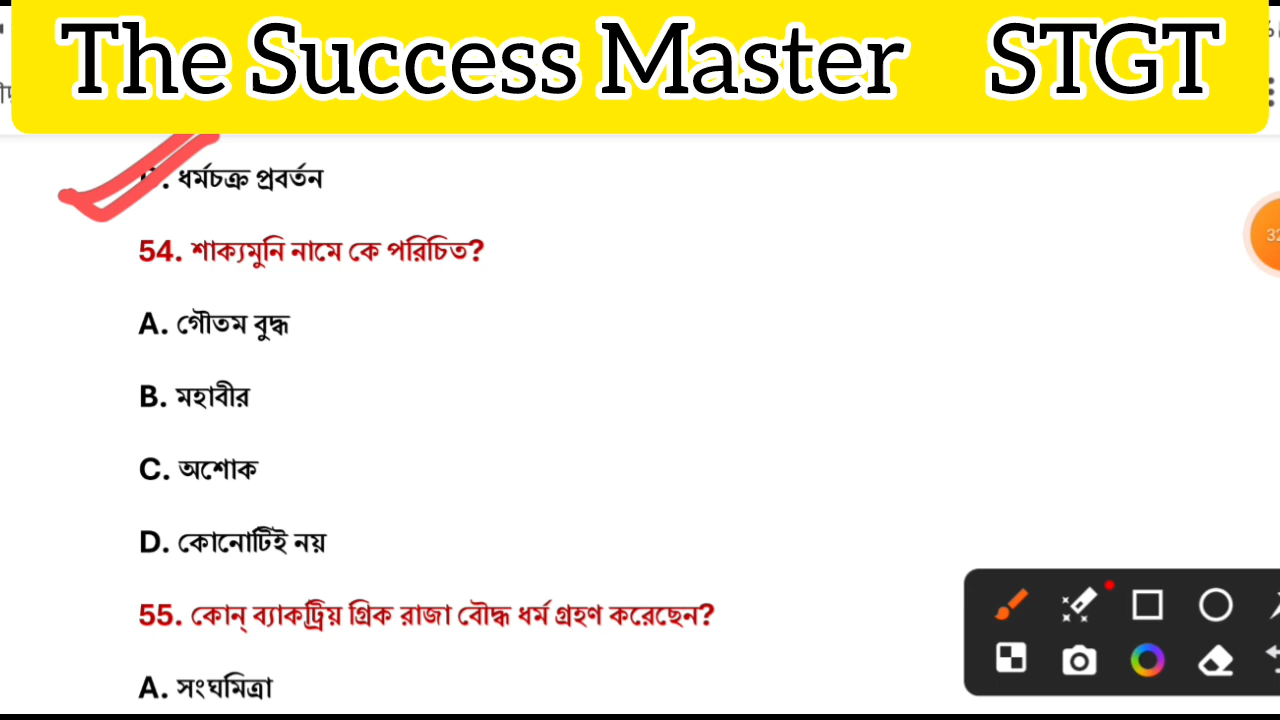 The Success Master STGT
ধর্মচক্র প্রবর্তন
54. শাক্যমুনি নামে কে পরিচিত?
A. গৌতম বুদ্ধ
B. মহাবীর
C. অশোক
D. কোনোটিই নয়
55. কোন্ ব্যাকট্রিয় গ্রিক রাজা বৌদ্ধ ধর্ম গ্রহণ করেছেন?
A. সংঘমিত্রা